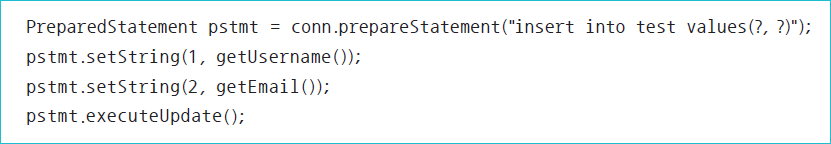 PreparedStatement pstmt = conn.prepareStatement("insert into test values(?, ?)");
pstmt.setString(1, getUsername());
pstmt.setString(2, getEmail());
pstmt.executeUpdate();